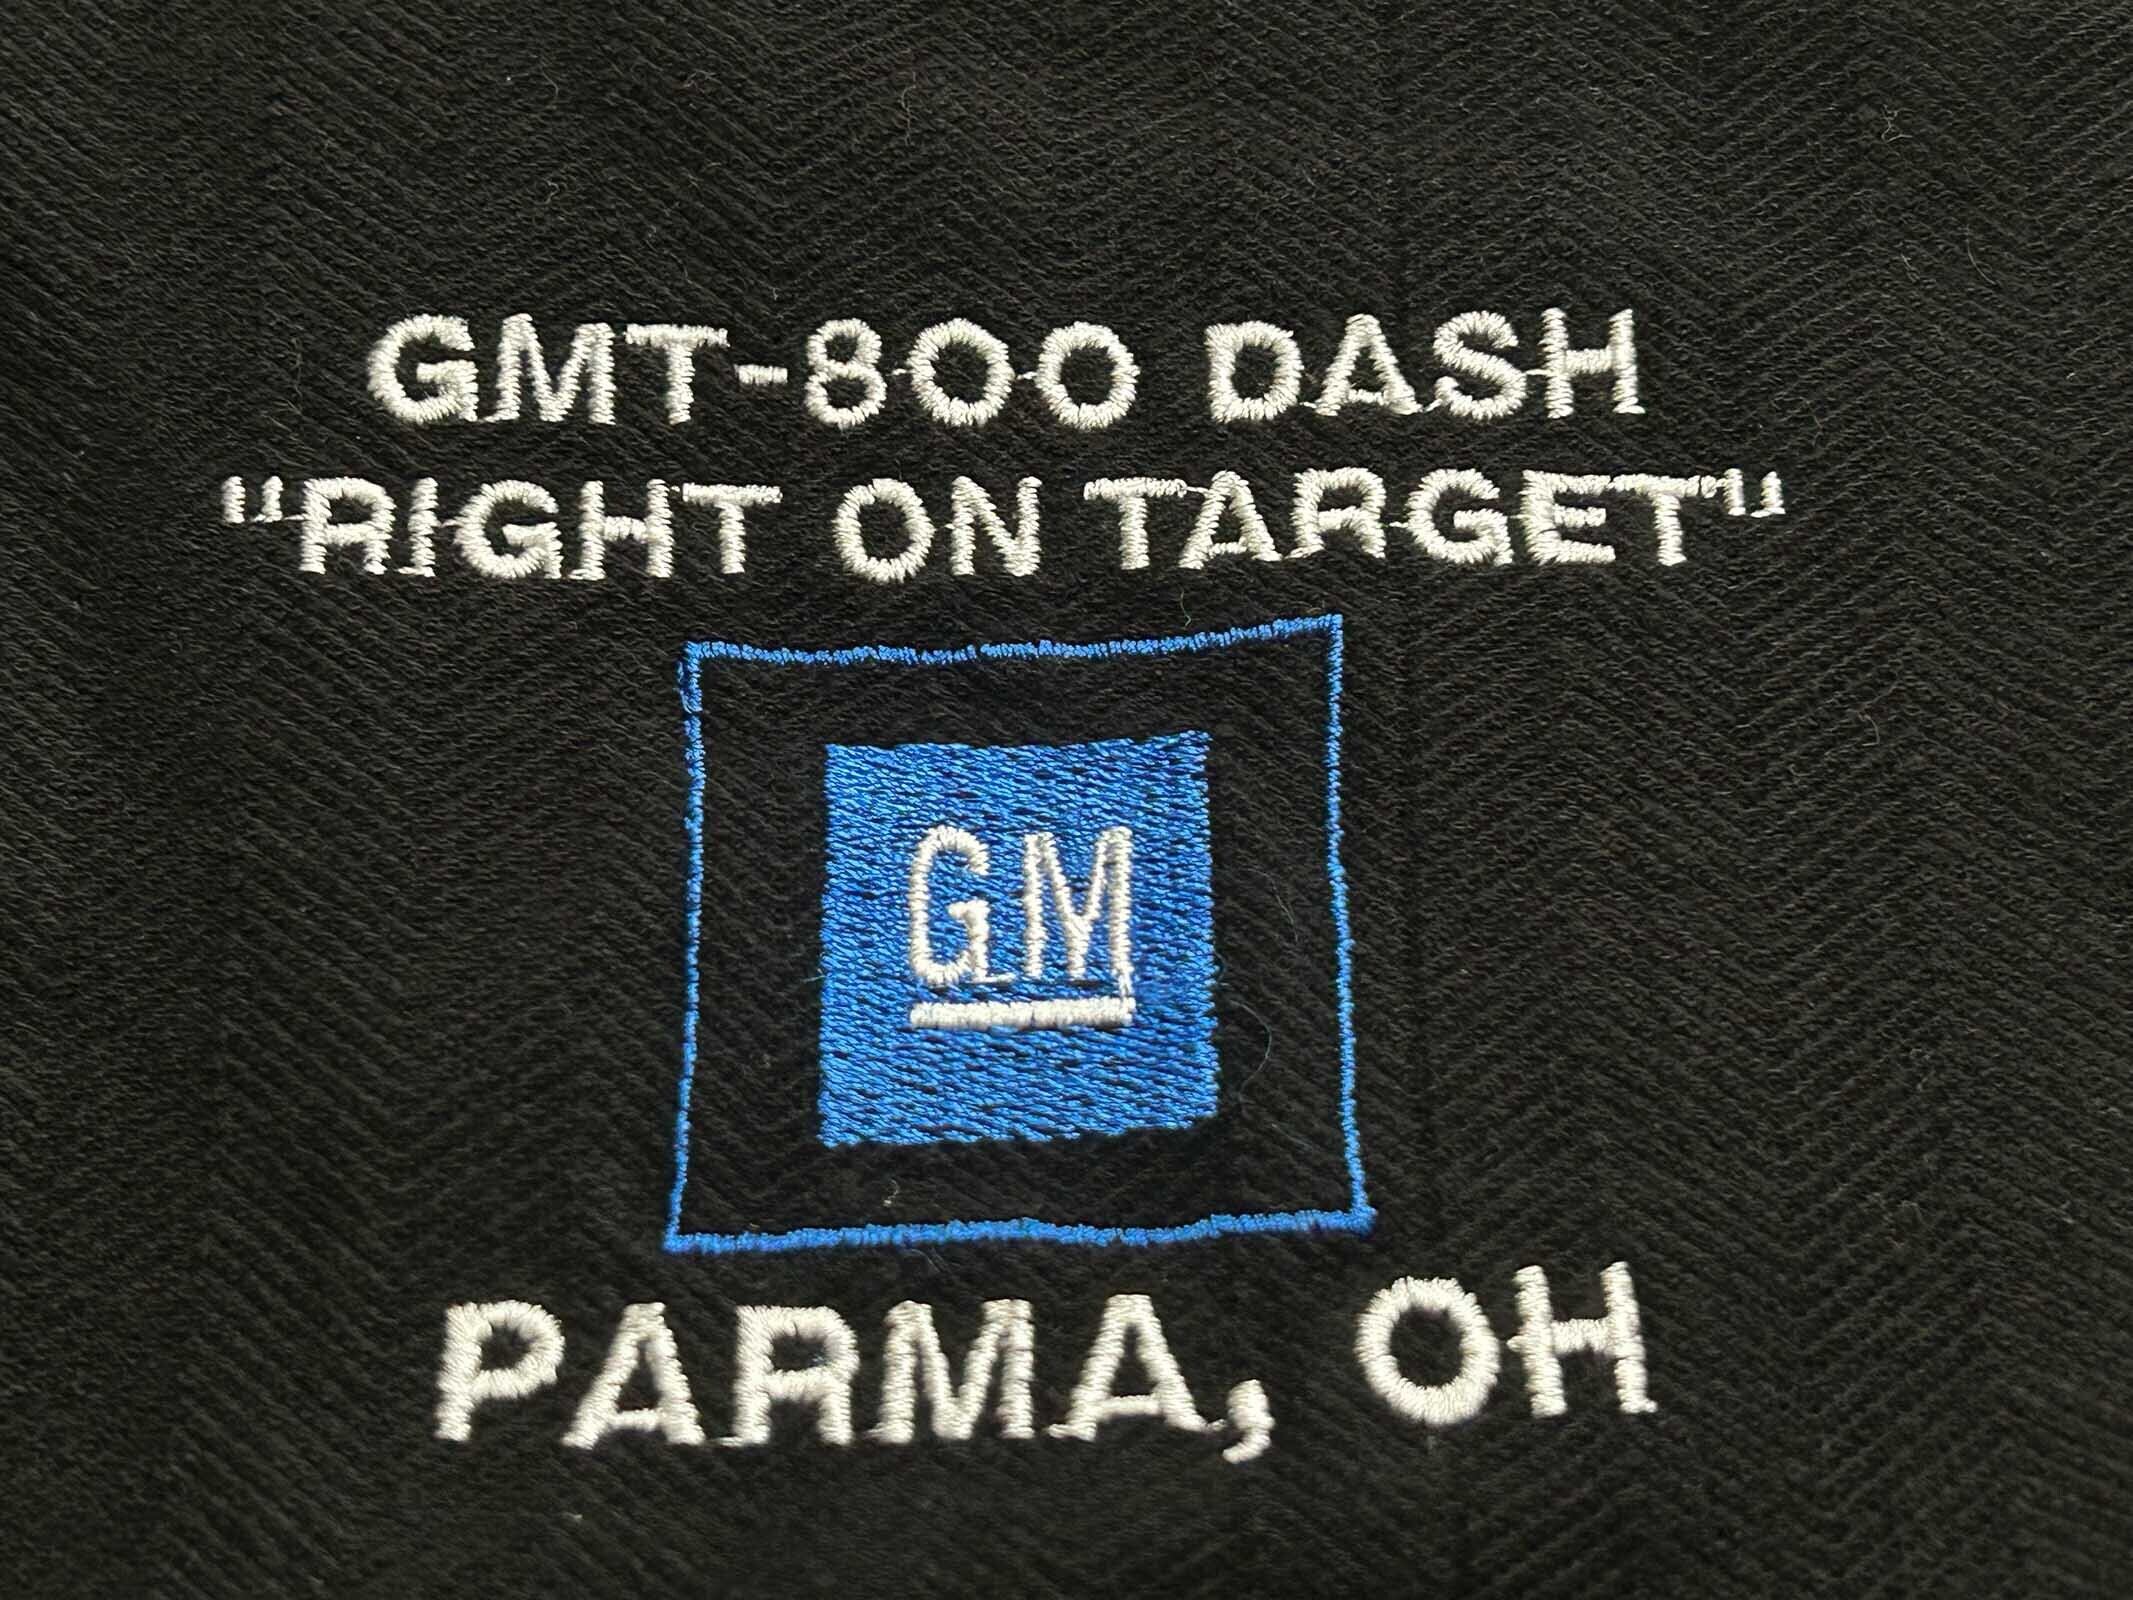 GMT-800 DASH
"RIGHT ON TARGET"
GM
PARMA, OH